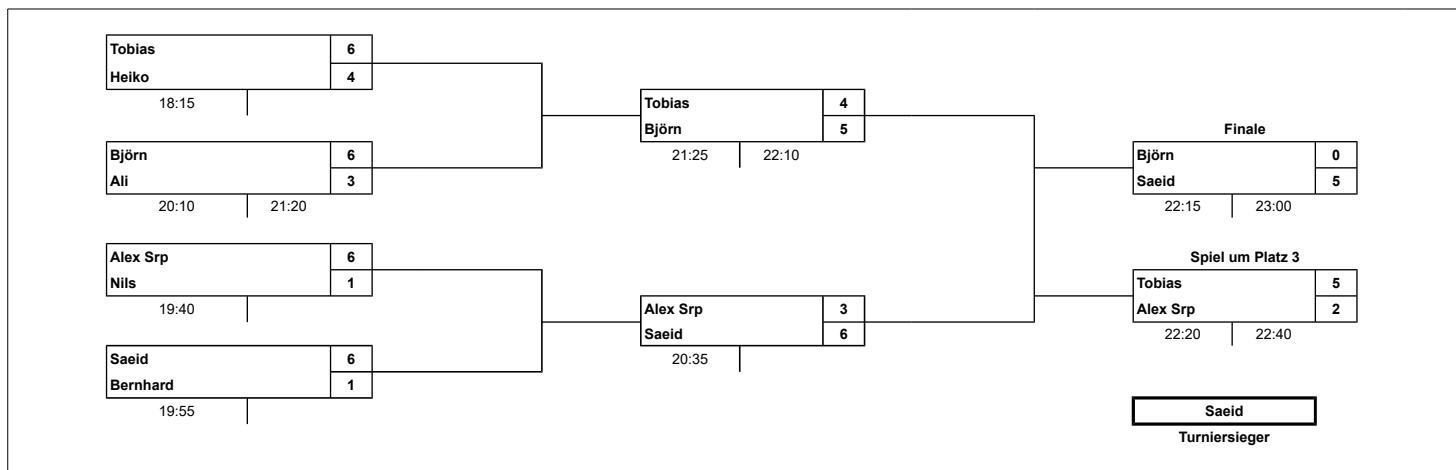 Tobias 6
Heiko 4
18:15
Björn 6
Ali 3
20:10 21:20
Alex Srp 6
Nils 1
19:40
Saeid 6
Bernhard 1
19:55
Tobias 4
Björn 5
21:25 22:10
Alex Srp 3
Saeid 6
20:35
Finale
Björn 0
Saeid 5
22:15 23:00
Spiel um Platz 3
Tobias 5
Alex Srp 2
22:20 22:40
Saeid
Turniersieger